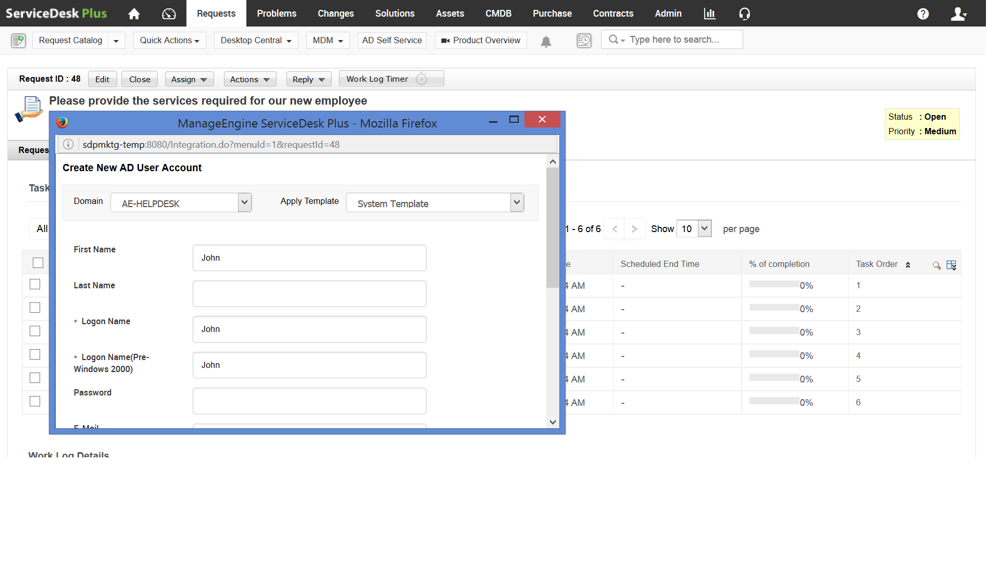 ServiceDesk Plus Requests Problems Changes Solutions Assets CMDB Purchase Contracts Admin
Request Catalog Quick Actions Desktop Central MDM AD Self Service Product Overview Type here to search...
Request ID : 48 Edit Close Assign Actions Reply Work Log Timer
Please provide the services required for our new employee
Status : Open
Priority : Medium
ManageEngine ServiceDesk Plus - Mozilla Firefox
sdpmktg-temp:8080/Integration.do?menuId=1&requestId=48
Reques
Create New AD User Account
Task
Domain AE-HELPDESK Apply Template System Template
All
1 - 6 of 6 Show 10 per page
First Name John
e Scheduled End Time % of completion Task Order
Last Name
4 AM - 0% 1
4 AM - 0% 2
* Logon Name John
4 AM - 0% 3
* Logon Name(Pre-
Windows 2000) John
4 AM - 0% 4
4 AM - 0% 5
Password
4 AM - 0% 6
E-Mail
Work Log Details